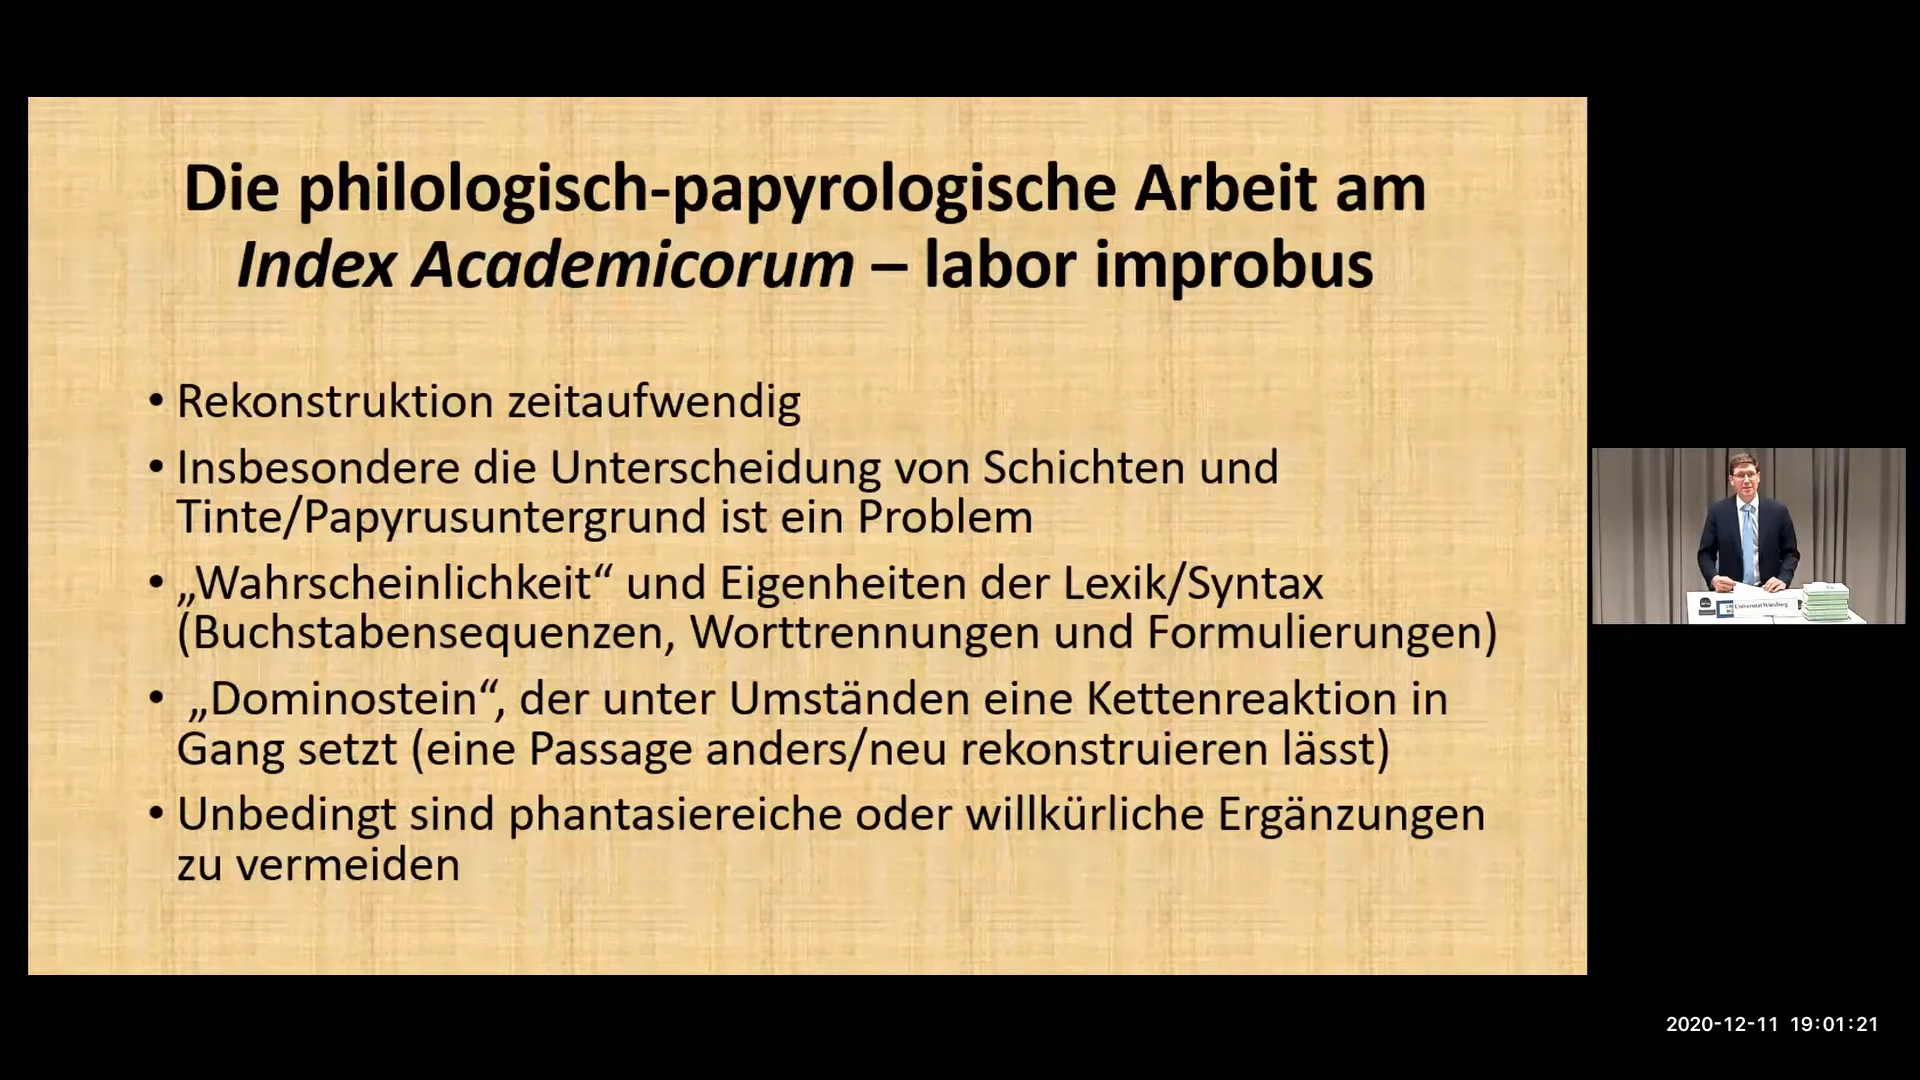 Die philologisch-papyrologische Arbeit am
Index Academicorum – labor improbus
• Rekonstruktion zeitaufwendig
• Insbesondere die Unterscheidung von Schichten und
Tinte/Papyrusuntergrund ist ein Problem
• „Wahrscheinlichkeit“ und Eigenheiten der Lexik/Syntax
(Buchstabensequenzen, Worttrennungen und Formulierungen)
• „Dominostein“, der unter Umständen eine Kettenreaktion in
Gang setzt (eine Passage anders/neu rekonstruieren lässt)
• Unbedingt sind phantasiereiche oder willkürliche Ergänzungen
zu vermeiden
Universität Würzburg
2020-12-11 19:01:21